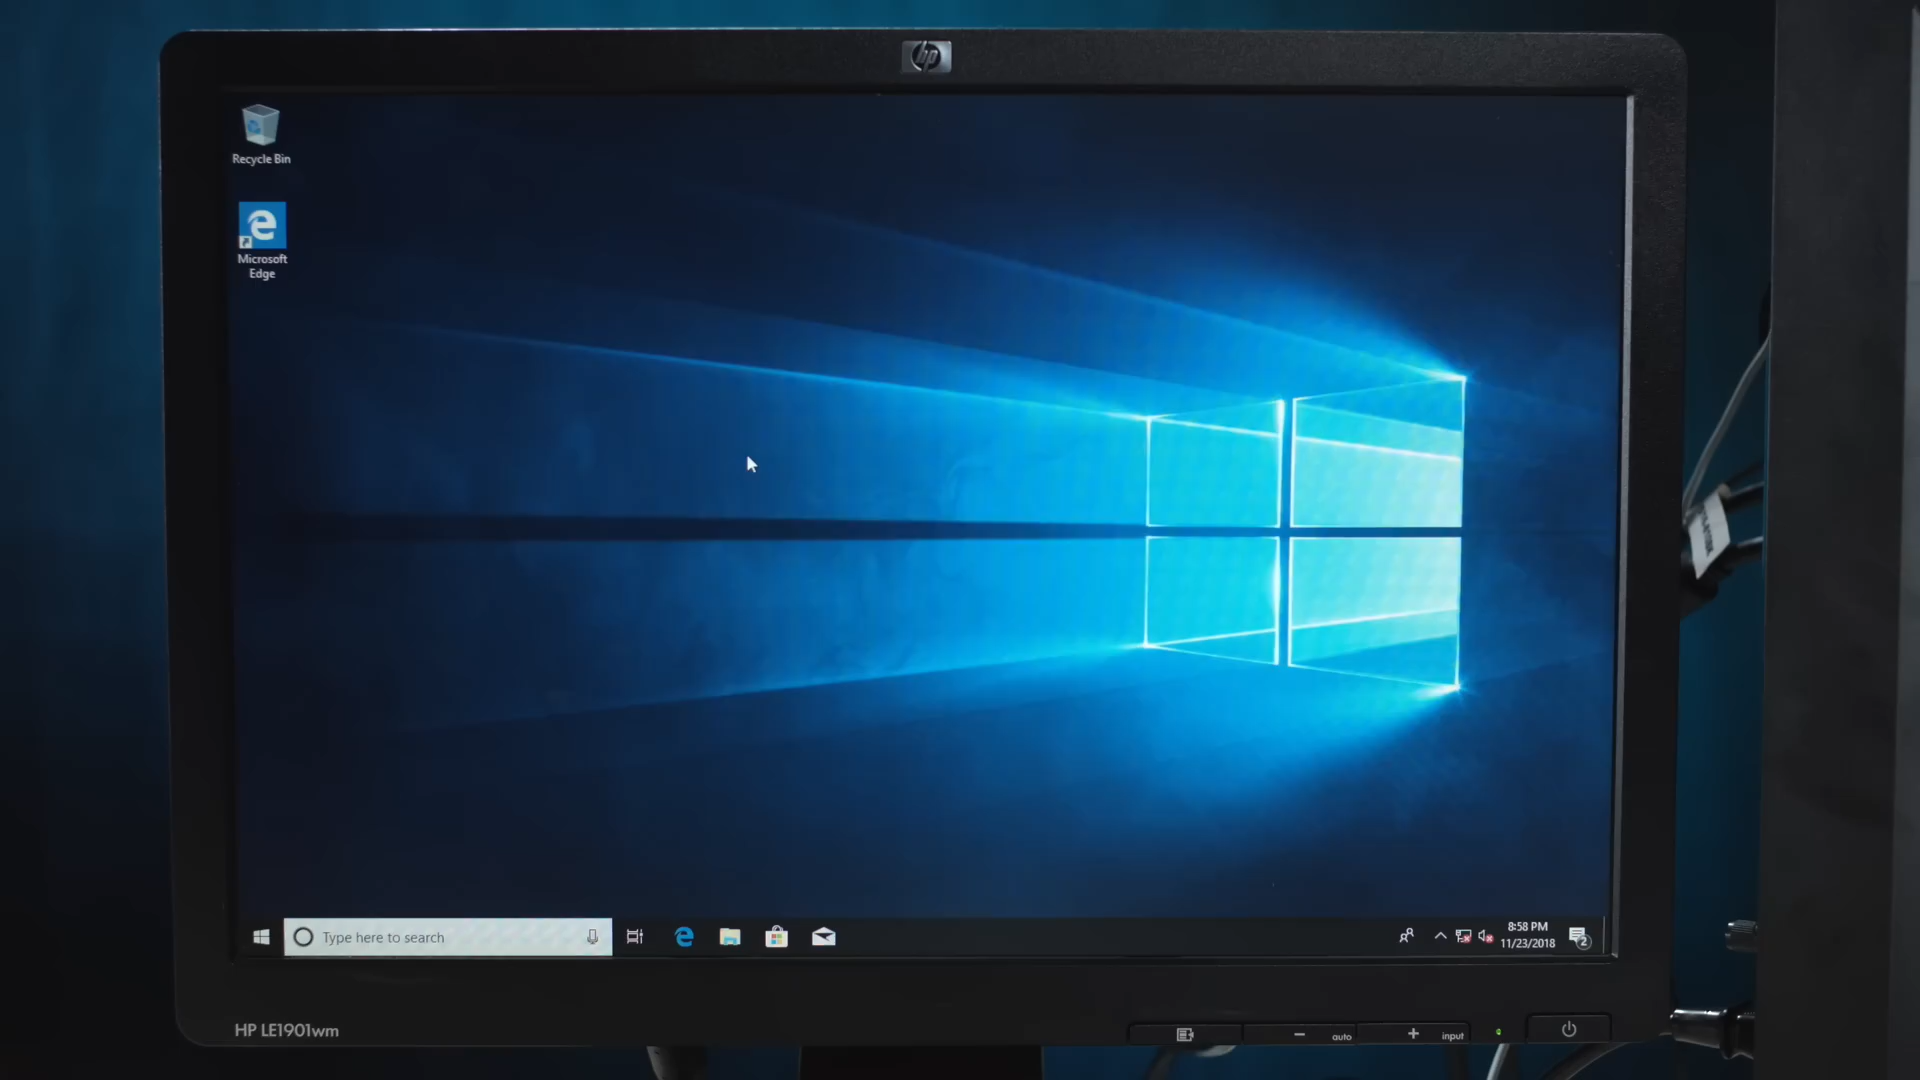 hp
Recycle Bin
Microsoft
Edge
Type here to search
8:58 PM
11/23/2018
2
HP LE1901wm
auto
input